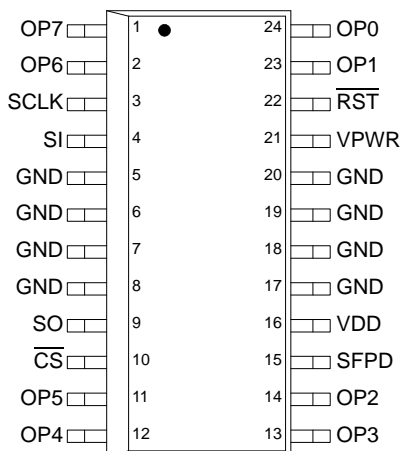 OP7 1 24 OP0
OP6 2 23 OP1
SCLK 3 22 RST
SI 4 21 VPWR
GND 5 20 GND
GND 6 19 GND
GND 7 18 GND
GND 8 17 GND
SO 9 16 VDD
CS 10 15 SFPD
OP5 11 14 OP2
OP4 12 13 OP3